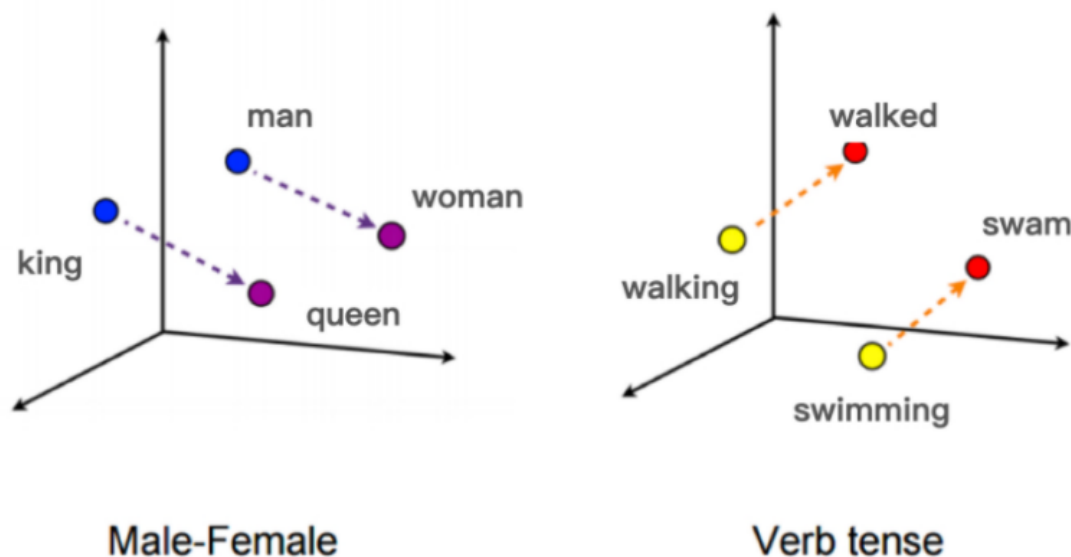 man
woman
king
queen
Male-Female
walked
swam
walking
swimming
Verb tense